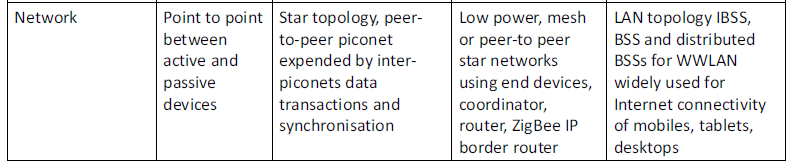 Network
Point to point
between
active and
passive
devices
Star topology, peer-
to-peer piconet
expended by inter-
piconets data
transactions and
synchronisation
Low power, mesh
or peer-to peer
star networks
using end devices,
coordinator,
router, ZigBee IP
border router
LAN topology IBSS,
BSS and distributed
BSSs for WWLAN
widely used for
Internet connectivity
of mobiles, tablets,
desktops